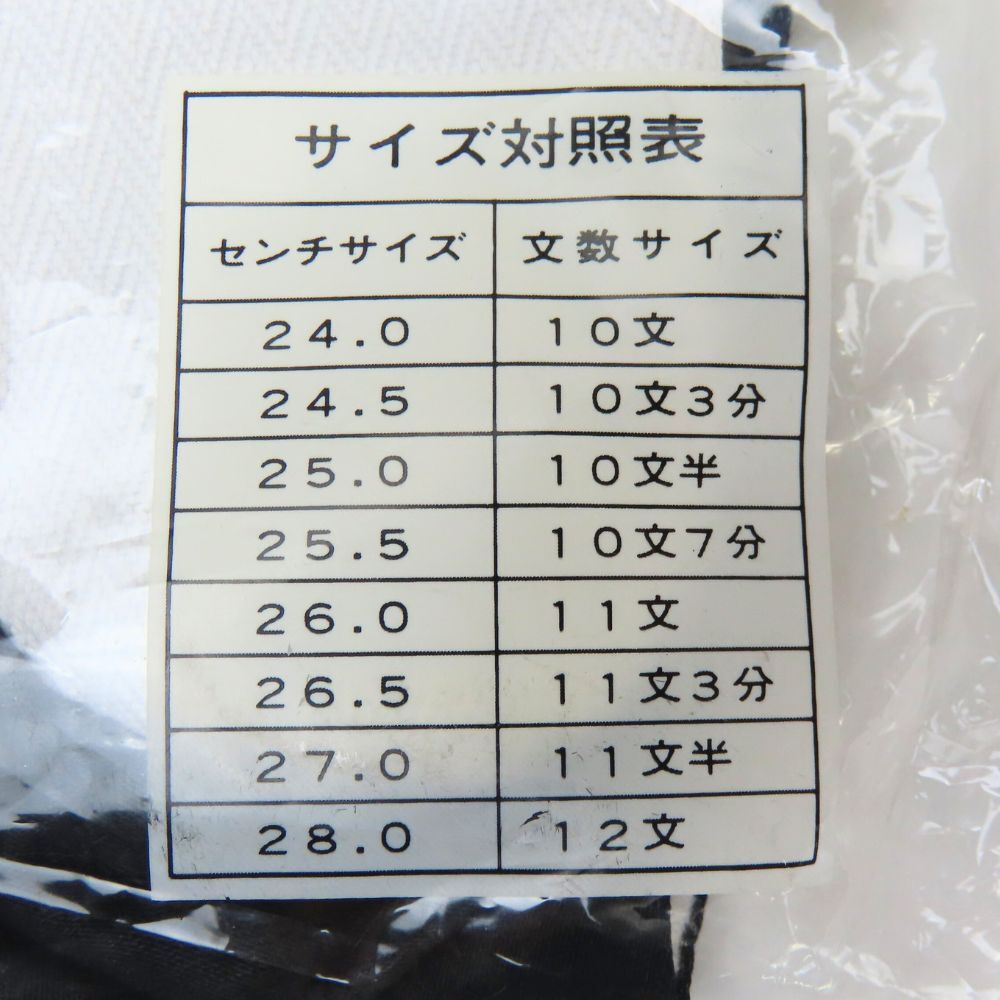 サイズ対照表
センチサイズ 文数サイズ
24.0 10文
24.5 10文3分
25.0 10文半
25.5 10文7分
26.0 11文
26.5 11文3分
27.0 11文半
28.0 12文